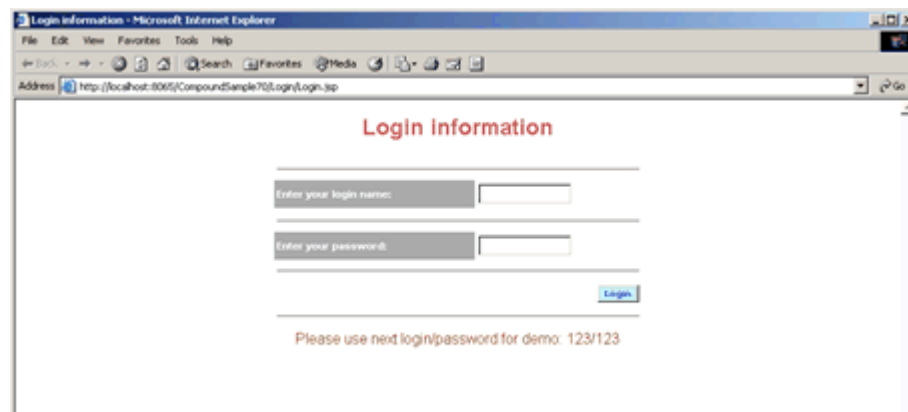 Login information - Microsoft Internet Explorer
File Edit View Favorites Tools Help
Back Search Favorites Media
Address http://localhost:8065/CompoundSample70/Login/Login.jsp Go
Login information
Enter your login name:
Enter your password:
Login
Please use next login/password for demo: 123/123